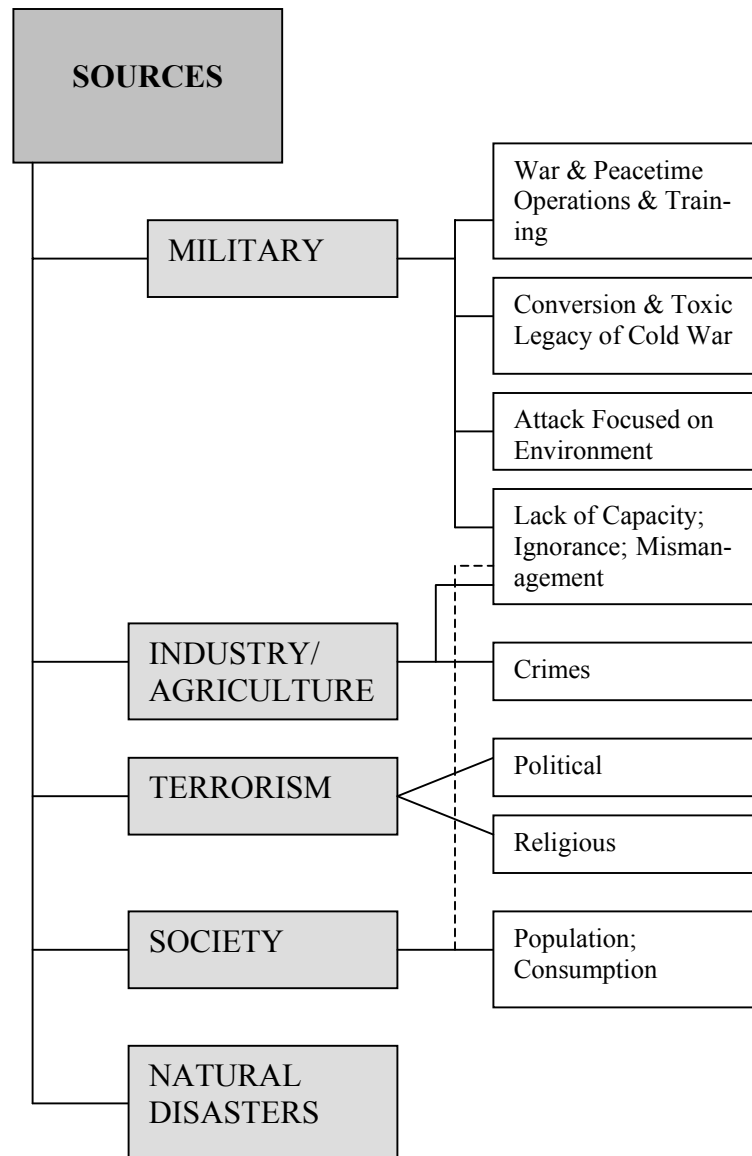 SOURCES
MILITARY
War & Peacetime
Operations & Train-
ing
Conversion & Toxic
Legacy of Cold War
Attack Focused on
Environment
Lack of Capacity;
Ignorance; Misman-
agement
INDUSTRY/
AGRICULTURE
Crimes
TERRORISM
Political
Religious
SOCIETY
Population;
Consumption
NATURAL
DISASTERS